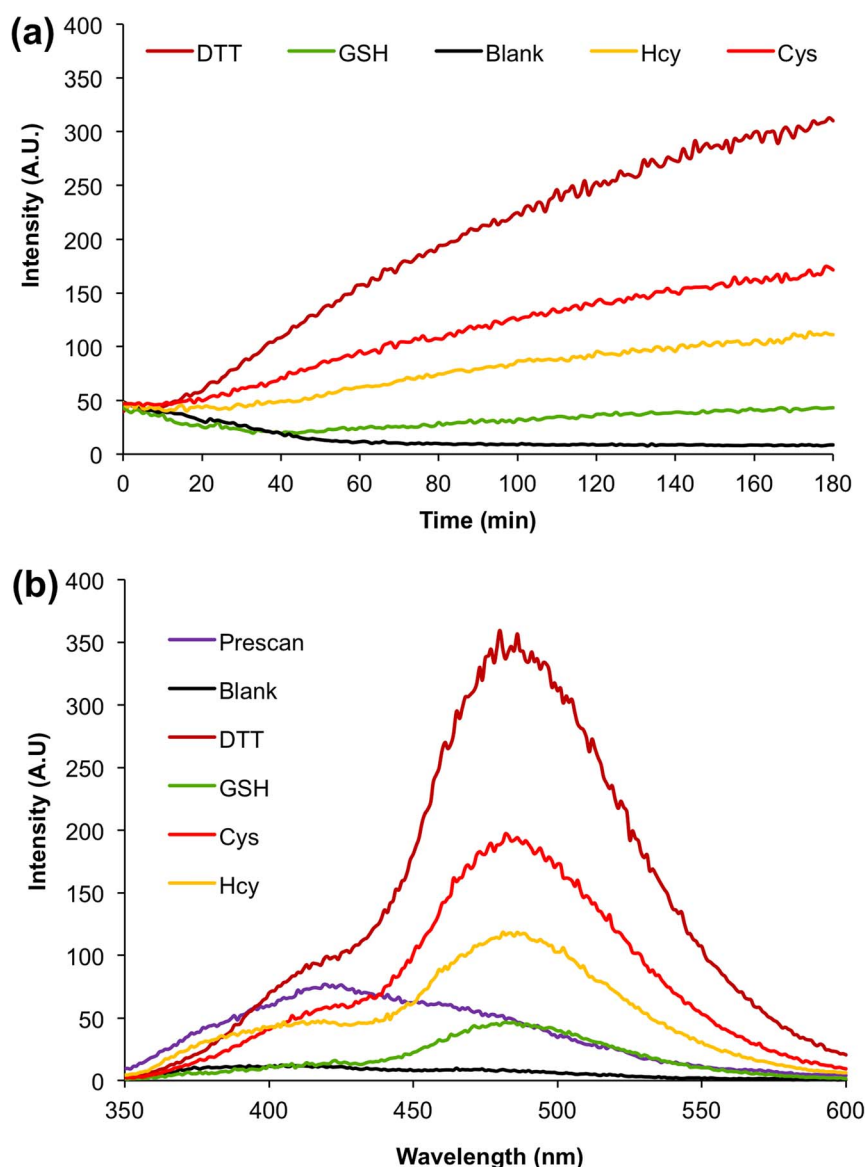 (a)
DTT GSH Blank Hcy Cys
400
350
300
250
200
150
100
50
0
0 20 40 60 80 100 120 140 160 180
Intensity (A.U.)
Time (min)
(b)
Prescan
Blank
DTT
GSH
Cys
Hcy
400
350
300
250
200
150
100
50
0
350 400 450 500 550 600
Intensity (A.U)
Wavelength (nm)